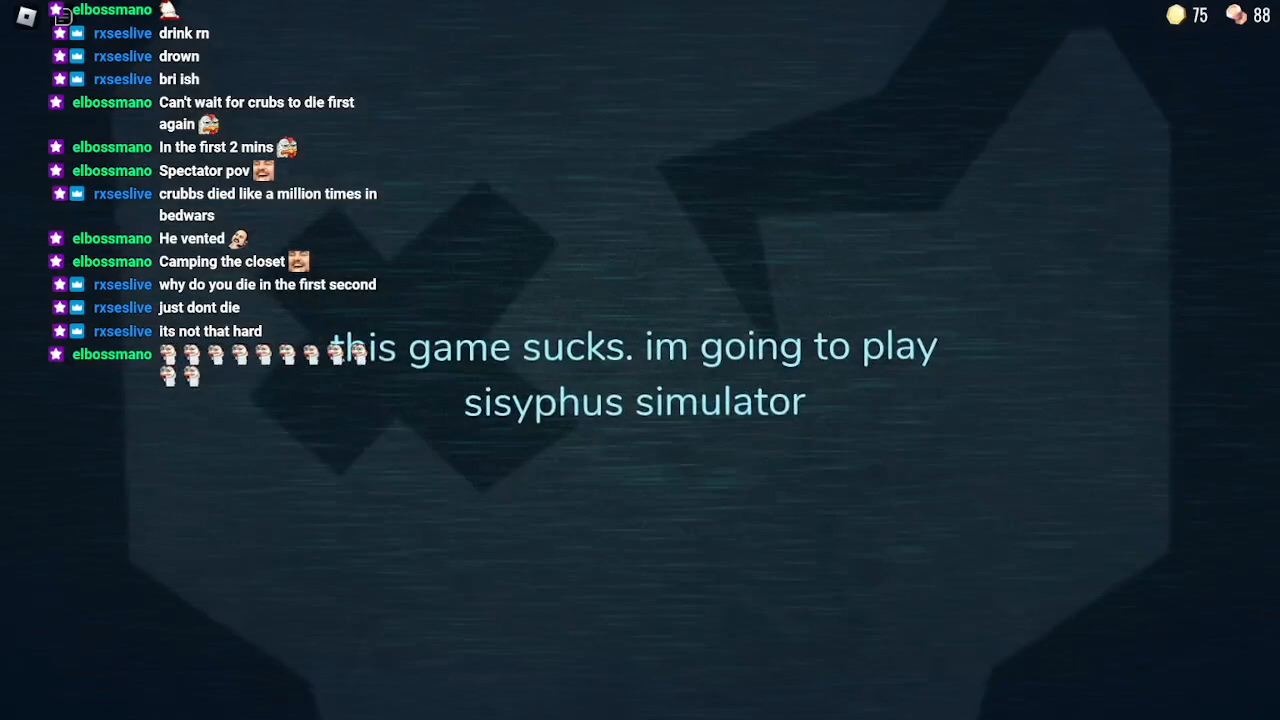 elbossmano
75
88
rxseslive drink rn
rxseslive drown
rxseslive bri ish
elbossmano Can't wait for crubs to die first
again
elbossmano In the first 2 mins
elbossmano Spectator pov
rxseslive crubbs died like a million times in
bedwars
elbossmano He vented
elbossmano Camping the closet
rxseslive why do you die in the first second
rxseslive just dont die
rxseslive its not that hard
elbossmano
this game sucks. im going to play
sisyphus simulator